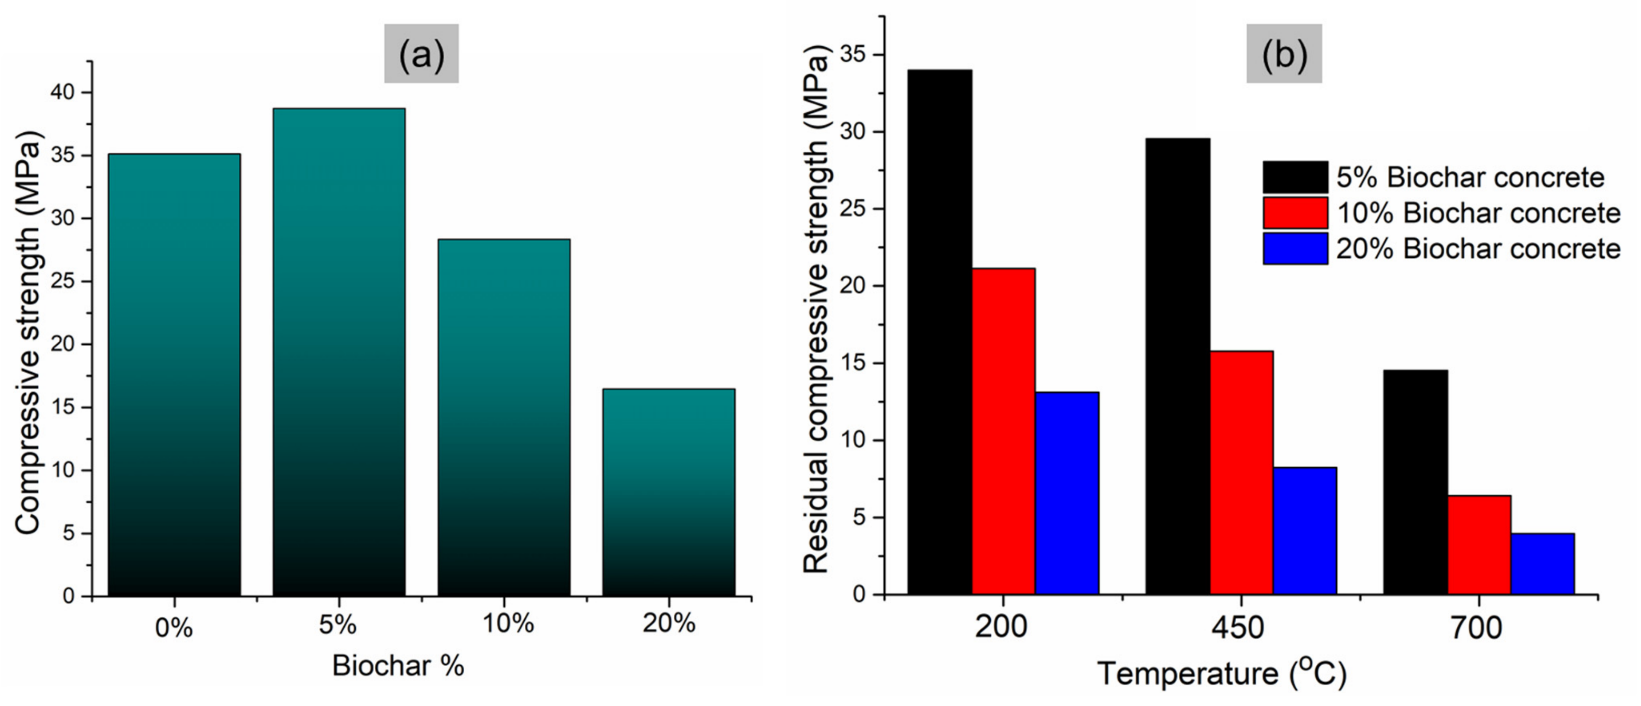 (a)
Compressive strength (MPa)
40
35
30
25
20
15
10
5
0
0% 5% 10% 20%
Biochar %
(b)
Residual compressive strength (MPa)
35
30
25
20
15
10
5
0
5% Biochar concrete
10% Biochar concrete
20% Biochar concrete
200 450 700
Temperature (°C)